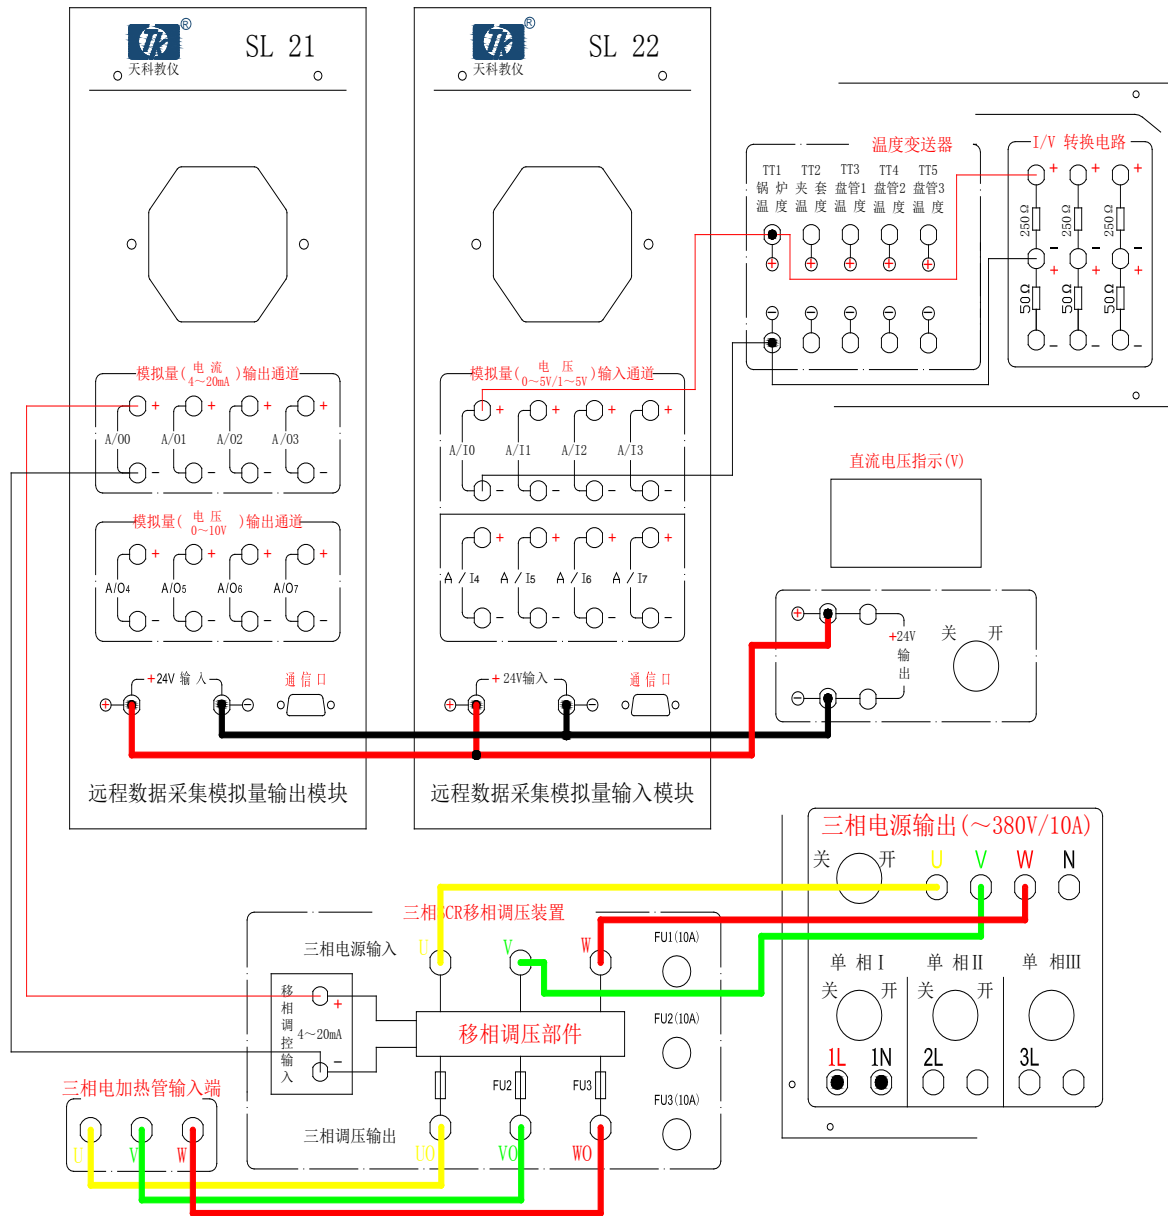 TK ®
天科教仪
SL 21
模拟量( 电 流 )输出通道
4～20mA
+ + + +
A/00 A/01 A/02 A/03
− − − −
模拟量( 电 压 )输出通道
0～10V
+ + + +
A/O4 A/O5 A/O6 A/O7
− − − −
+24V 输 入
通 信 口
+ −
远程数据采集模拟量输出模块
TK ®
天科教仪
SL 22
模拟量( 电 压 )输入通道
0～5V/1～5V
+ + + +
A/I0 A/I1 A/I2 A/I3
− − − −
+ + + +
A / I4 A / I5 A / I6 A / I7
− − − −
+24V输入
通 信 口
+ −
远程数据采集模拟量输入模块
温度变送器
TT1 TT2 TT3 TT4 TT5
锅 炉 夹 套 盘管1 盘管2 盘管3
温 度 温 度 温 度 温 度 温 度
+ + + + +
− − − − −
I/V 转换电路
+ + +
250Ω 250Ω 250Ω
− − −
+ + +
50Ω 50Ω 50Ω
− − −
直流电压指示(V)
+
+24V
输
出
−
关 开
三相电源输出(～380V/10A)
关 开 U V W N
单 相Ⅰ 单 相Ⅱ 单 相Ⅲ
关 开 关 开
1L 1N 2L 3L
三相SCR移相调压装置
三相电源输入
U V W
FU1(10A)
移
相
调
控
输
入
+
4～20mA
−
移相调压部件
FU2(10A)
FU2 FU3
FU3(10A)
三相调压输出
UO VO WO
三相电加热管输入端
U V W